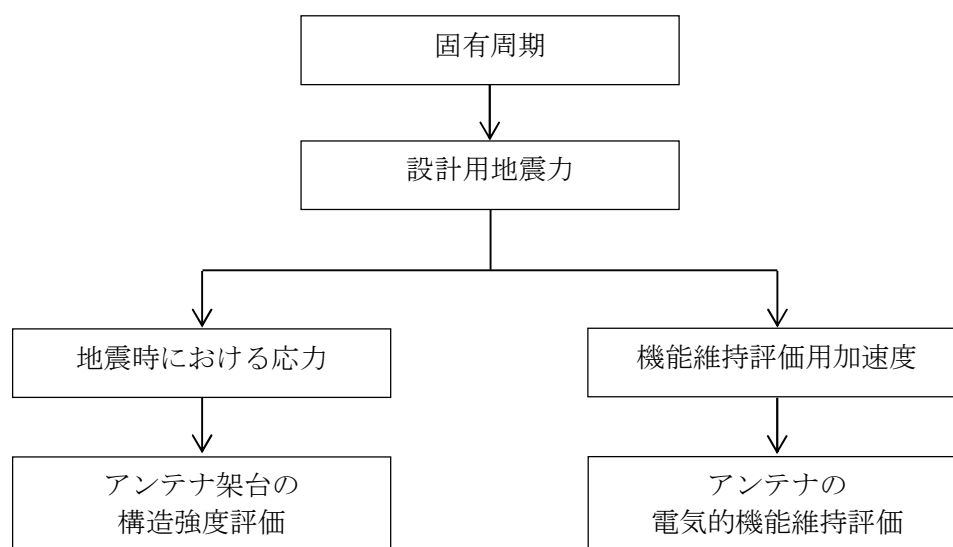 固有周期
設計用地震力
地震時における応力
機能維持評価用加速度
アンテナ架台の
構造強度評価
アンテナの
電気的機能維持評価